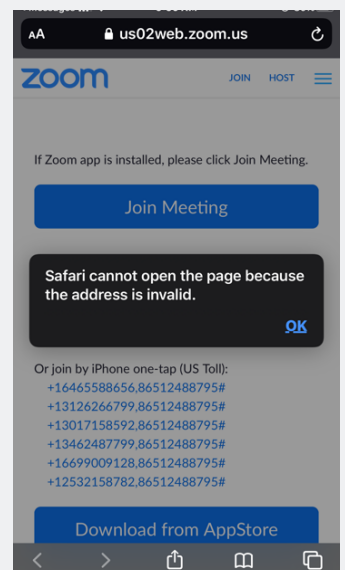 AA us02web.zoom.us
zoom JOIN HOST
If Zoom app is installed, please click Join Meeting.
Join Meeting
Safari cannot open the page because
the address is invalid.
OK
Or join by iPhone one-tap (US Toll):
+16465588656,86512488795#
+13126266799,86512488795#
+13017158592,86512488795#
+13462487799,86512488795#
+16699009128,86512488795#
+12532158782,86512488795#
Download from AppStore